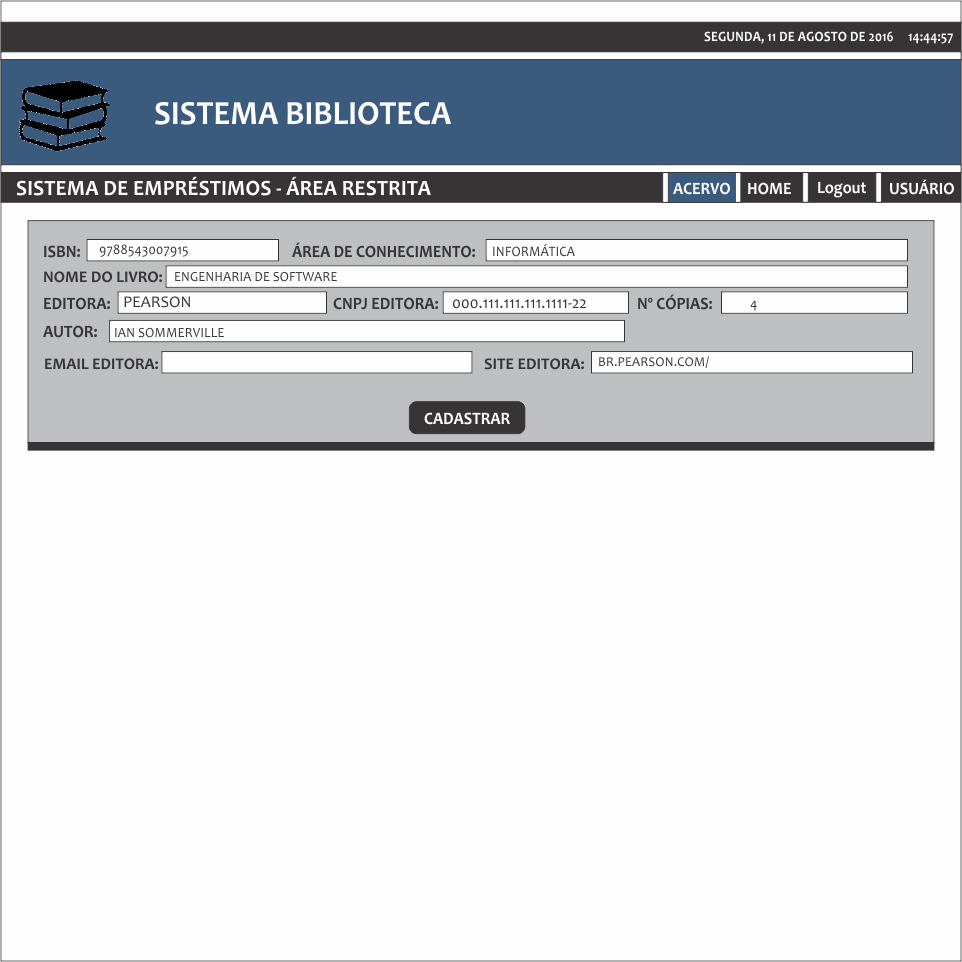 SEGUNDA, 11 DE AGOSTO DE 2016 14:44:57
SISTEMA BIBLIOTECA
SISTEMA DE EMPRÉSTIMOS - ÁREA RESTRITA ACERVO HOME Logout USUÁRIO
ISBN: 9788543007915 ÁREA DE CONHECIMENTO: INFORMÁTICA
NOME DO LIVRO: ENGENHARIA DE SOFTWARE
EDITORA: PEARSON CNPJ EDITORA: 000.111.111.111.1111-22 Nº CÓPIAS: 4
AUTOR: IAN SOMMERVILLE
EMAIL EDITORA: SITE EDITORA: BR.PEARSON.COM/
CADASTRAR